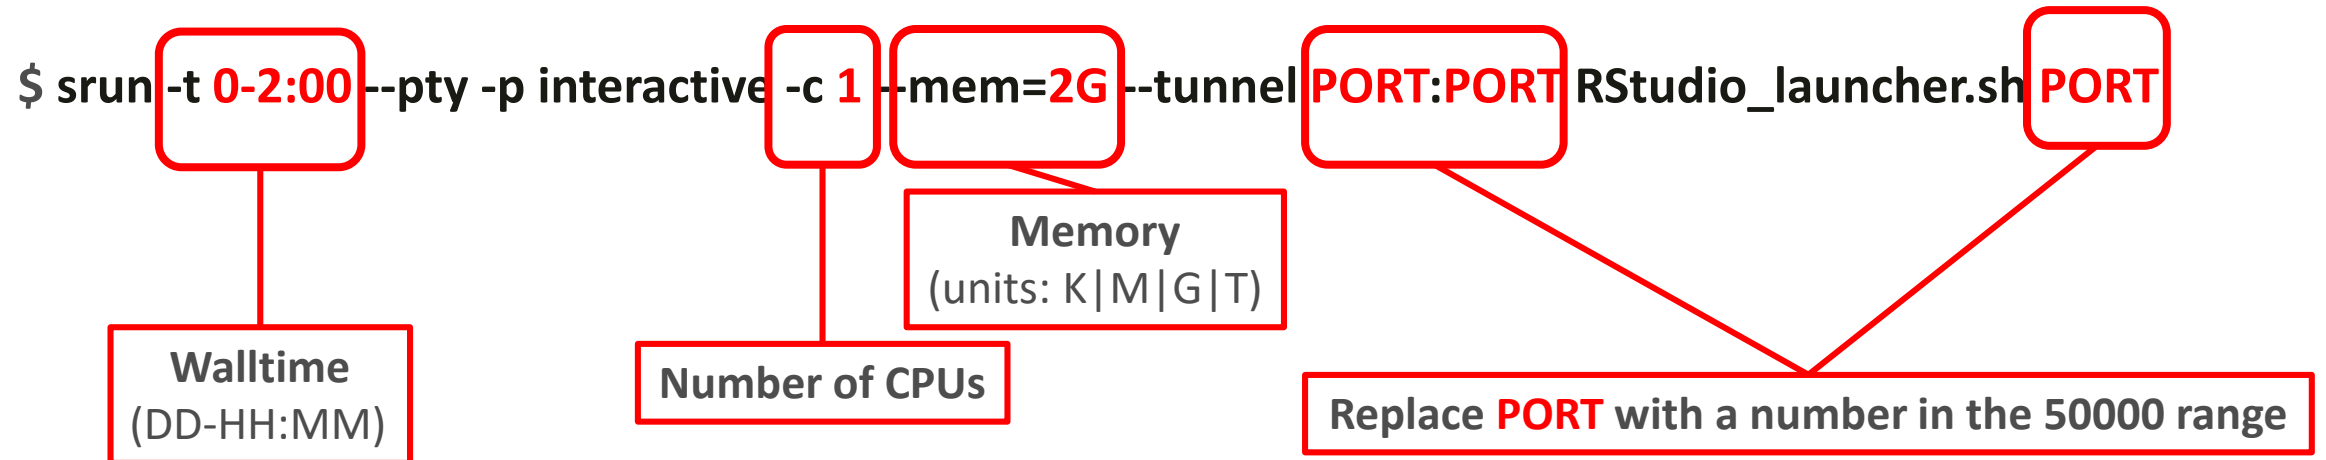 $ srun -t 0-2:00 --pty -p interactive -c 1 --mem=2G --tunnel PORT:PORT RStudio_launcher.sh PORT
Memory
(units: K|M|G|T)
Walltime
(DD-HH:MM)
Number of CPUs
Replace PORT with a number in the 50000 range